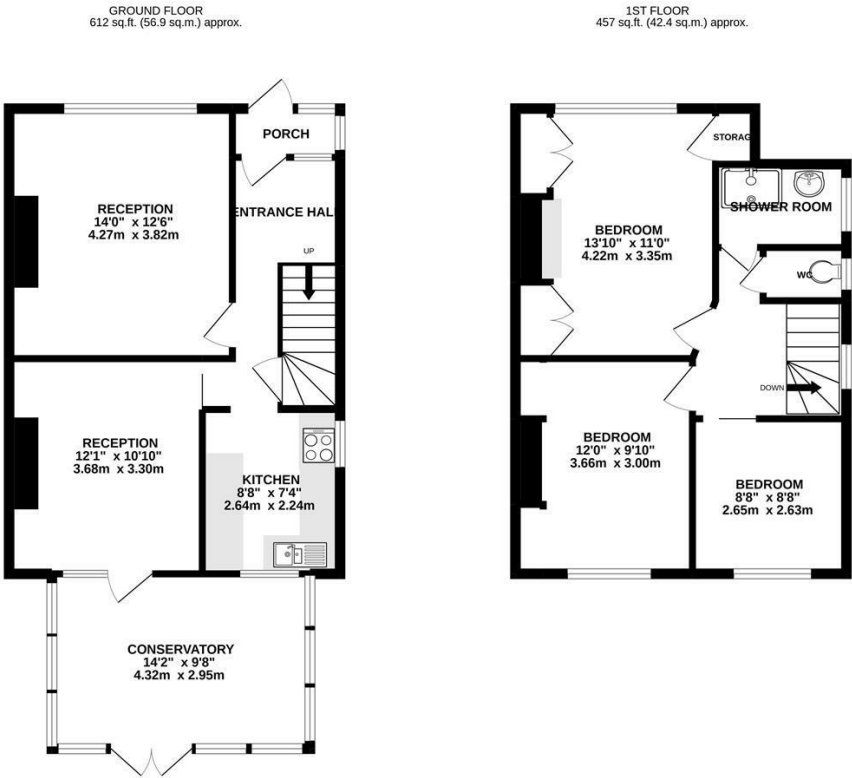 GROUND FLOOR
612 sq.ft. (56.9 sq.m.) approx.
1ST FLOOR
457 sq.ft. (42.4 sq.m.) approx.
PORCH
RECEPTION
14'0" x 12'6"
4.27m x 3.82m
ENTRANCE HALL
UP
RECEPTION
12'1" x 10'10"
3.68m x 3.30m
KITCHEN
8'8" x 7'4"
2.64m x 2.24m
CONSERVATORY
14'2" x 9'8"
4.32m x 2.95m
STORAGE
BEDROOM
13'10" x 11'0"
4.22m x 3.35m
SHOWER ROOM
WC
DOWN
BEDROOM
12'0" x 9'10"
3.66m x 3.00m
BEDROOM
8'8" x 8'8"
2.65m x 2.63m